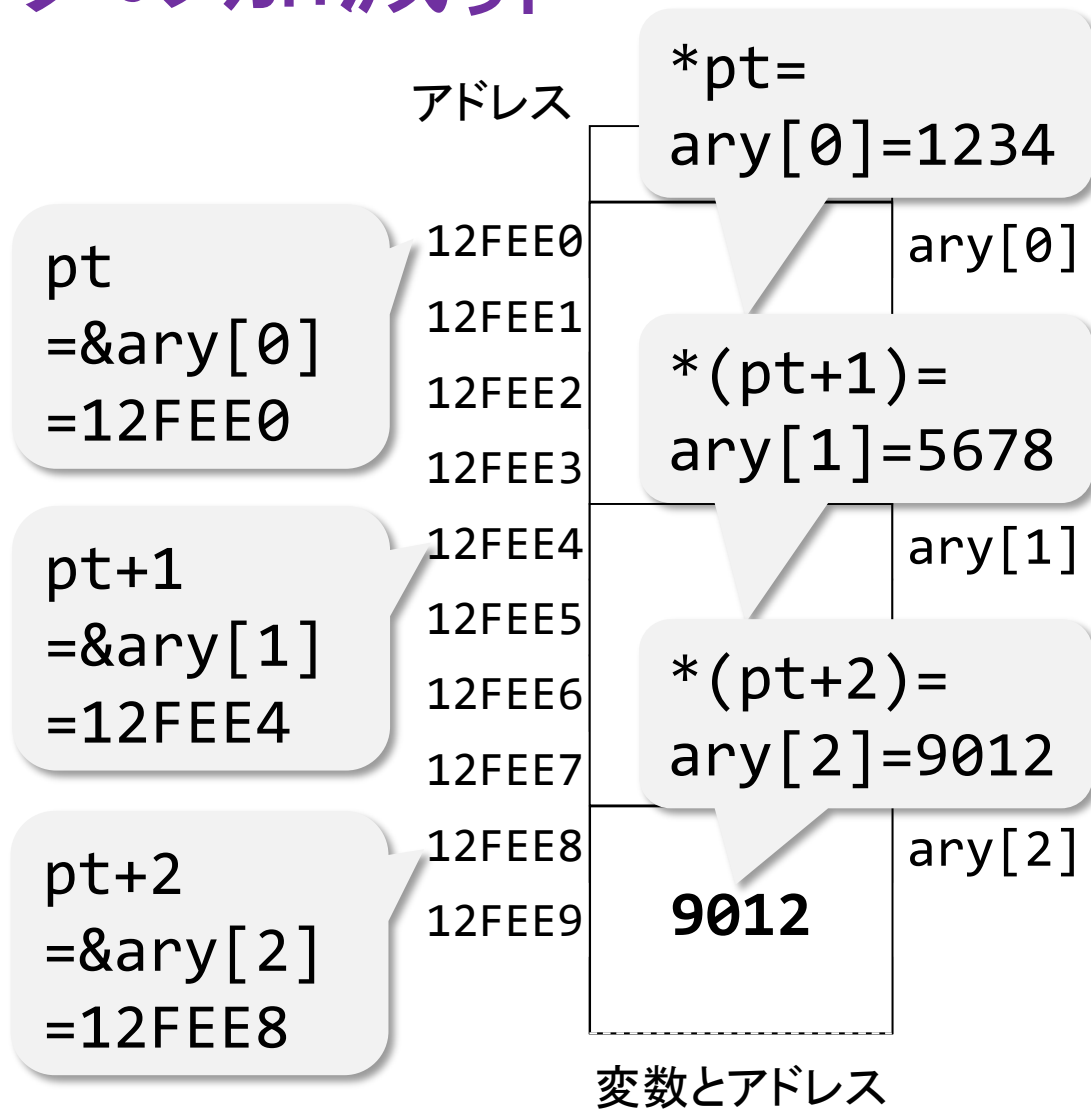 アドレス
*pt=
ary[0]=1234
pt
=&ary[0]
=12FEE0
12FEE0
12FEE1
12FEE2
12FEE3
ary[0]
*(pt+1)=
ary[1]=5678
pt+1
=&ary[1]
=12FEE4
12FEE4
12FEE5
12FEE6
12FEE7
ary[1]
*(pt+2)=
ary[2]=9012
pt+2
=&ary[2]
=12FEE8
12FEE8
12FEE9
ary[2]
9012
変数とアドレス